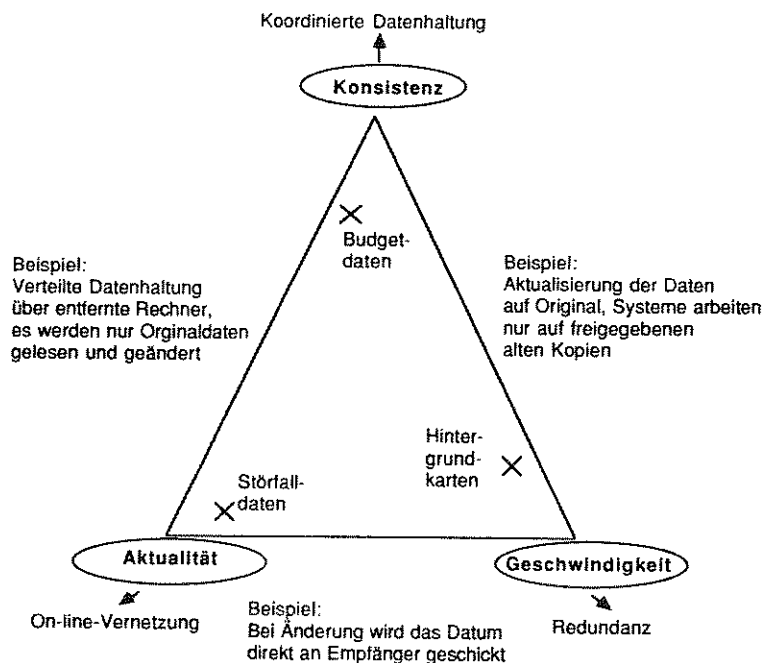 Koordinierte Datenhaltung
Konsistenz
Budget-
daten
Beispiel:
Verteilte Datenhaltung
über entfernte Rechner,
es werden nur Orginaldaten
gelesen und geändert
Beispiel:
Aktualisierung der Daten
auf Original, Systeme arbeiten
nur auf freigegebenen
alten Kopien
Hinter-
grund-
karten
Störfall-
daten
Aktualität
Geschwindigkeit
On-line-Vernetzung
Beispiel:
Bei Änderung wird das Datum
direkt an Empfänger geschickt
Redundanz